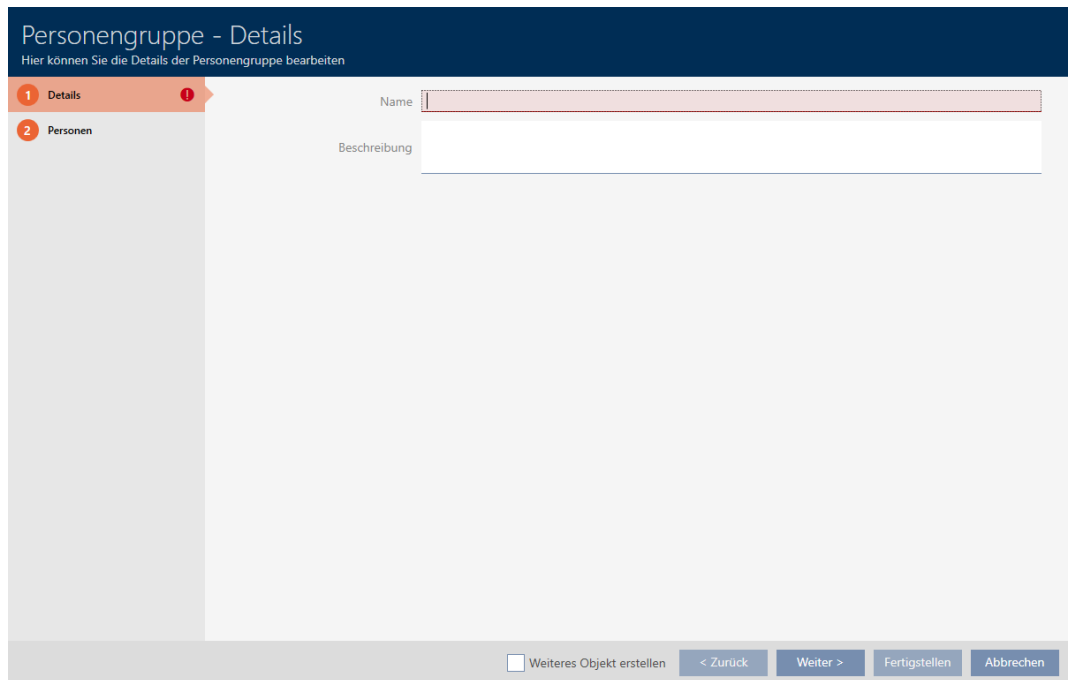 Personengruppe - Details
Hier können Sie die Details der Personengruppe bearbeiten
1 Details !
2 Personen
Name
Beschreibung
Weiteres Objekt erstellen
< Zurück
Weiter >
Fertigstellen
Abbrechen